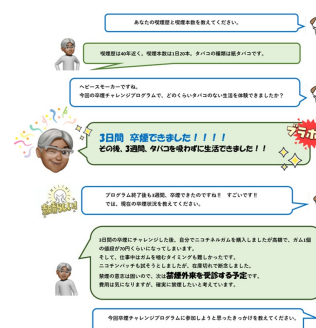 あなたの喫煙歴と喫煙本数を教えてください。
喫煙歴は40年近く、喫煙本数は1日20本、タバコの種類は紙タバコです。
ヘビースモーカーですね。
今回の卒煙チャレンジプログラムで、どのくらいタバコのない生活を体験できましたか？
3日間 卒煙できました！！！！
その後、3週間、タバコを吸わずに生活できました！！
ブラボ
プログラム終了後も3週間、卒煙できたのですね!! すごいです!!
では、現在の卒煙状況を教えてください。
3日間の卒煙にチャレンジした後、自分でニコチネルガムを購入しましたが高額で、ガム1個
の値段が70円くらいになってしまいます。
そして、仕事中はガムを噛むタイミングも難しかったです。
ニコチンパッチも試そうとしましたが、在庫切れで断念しました。
禁煙の意志は固いので、次は禁煙外来を受診する予定です。
費用は気になりますが、確実に禁煙したいと考えています。
今回卒煙チャレンジプログラムに参加しようと思ったきっかけを教えてください。